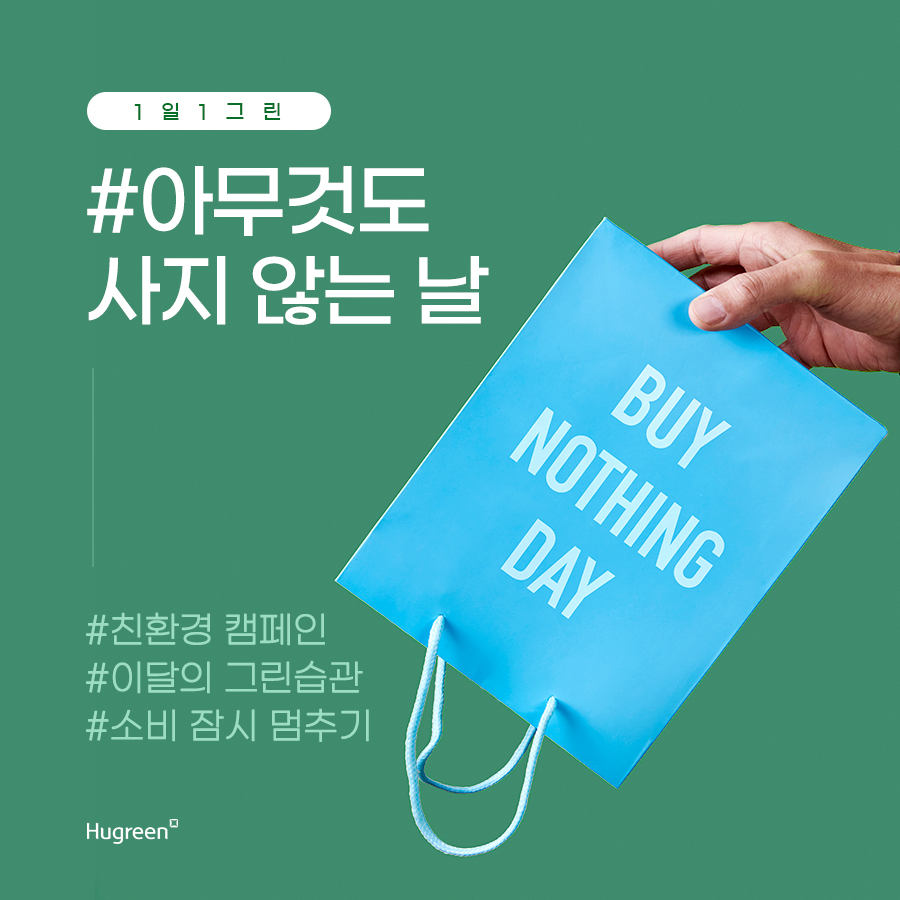 1일1그린
#아무것도
사지 않는 날
BUY
NOTHING
DAY
#친환경 캠페인
#이달의 그린습관
#소비 잠시 멈추기
Hugreen